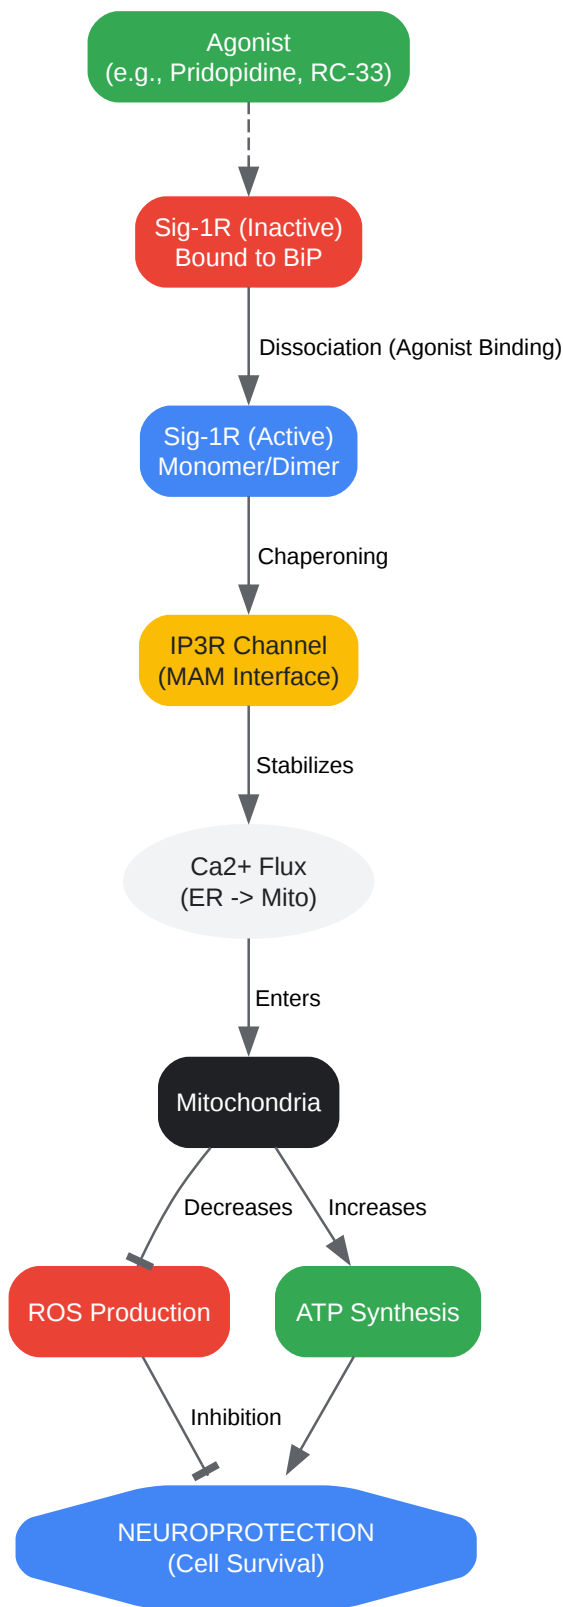 Agonist
(e.g., Pridopidine, RC-33)
Sig-1R (Inactive)
Bound to BiP
Dissociation (Agonist Binding)
Sig-1R (Active)
Monomer/Dimer
Chaperoning
IP3R Channel
(MAM Interface)
Stabilizes
Ca2+ Flux
(ER -> Mito)
Enters
Mitochondria
Decreases
Increases
ROS Production
ATP Synthesis
Inhibition
NEUROPROTECTION
(Cell Survival)